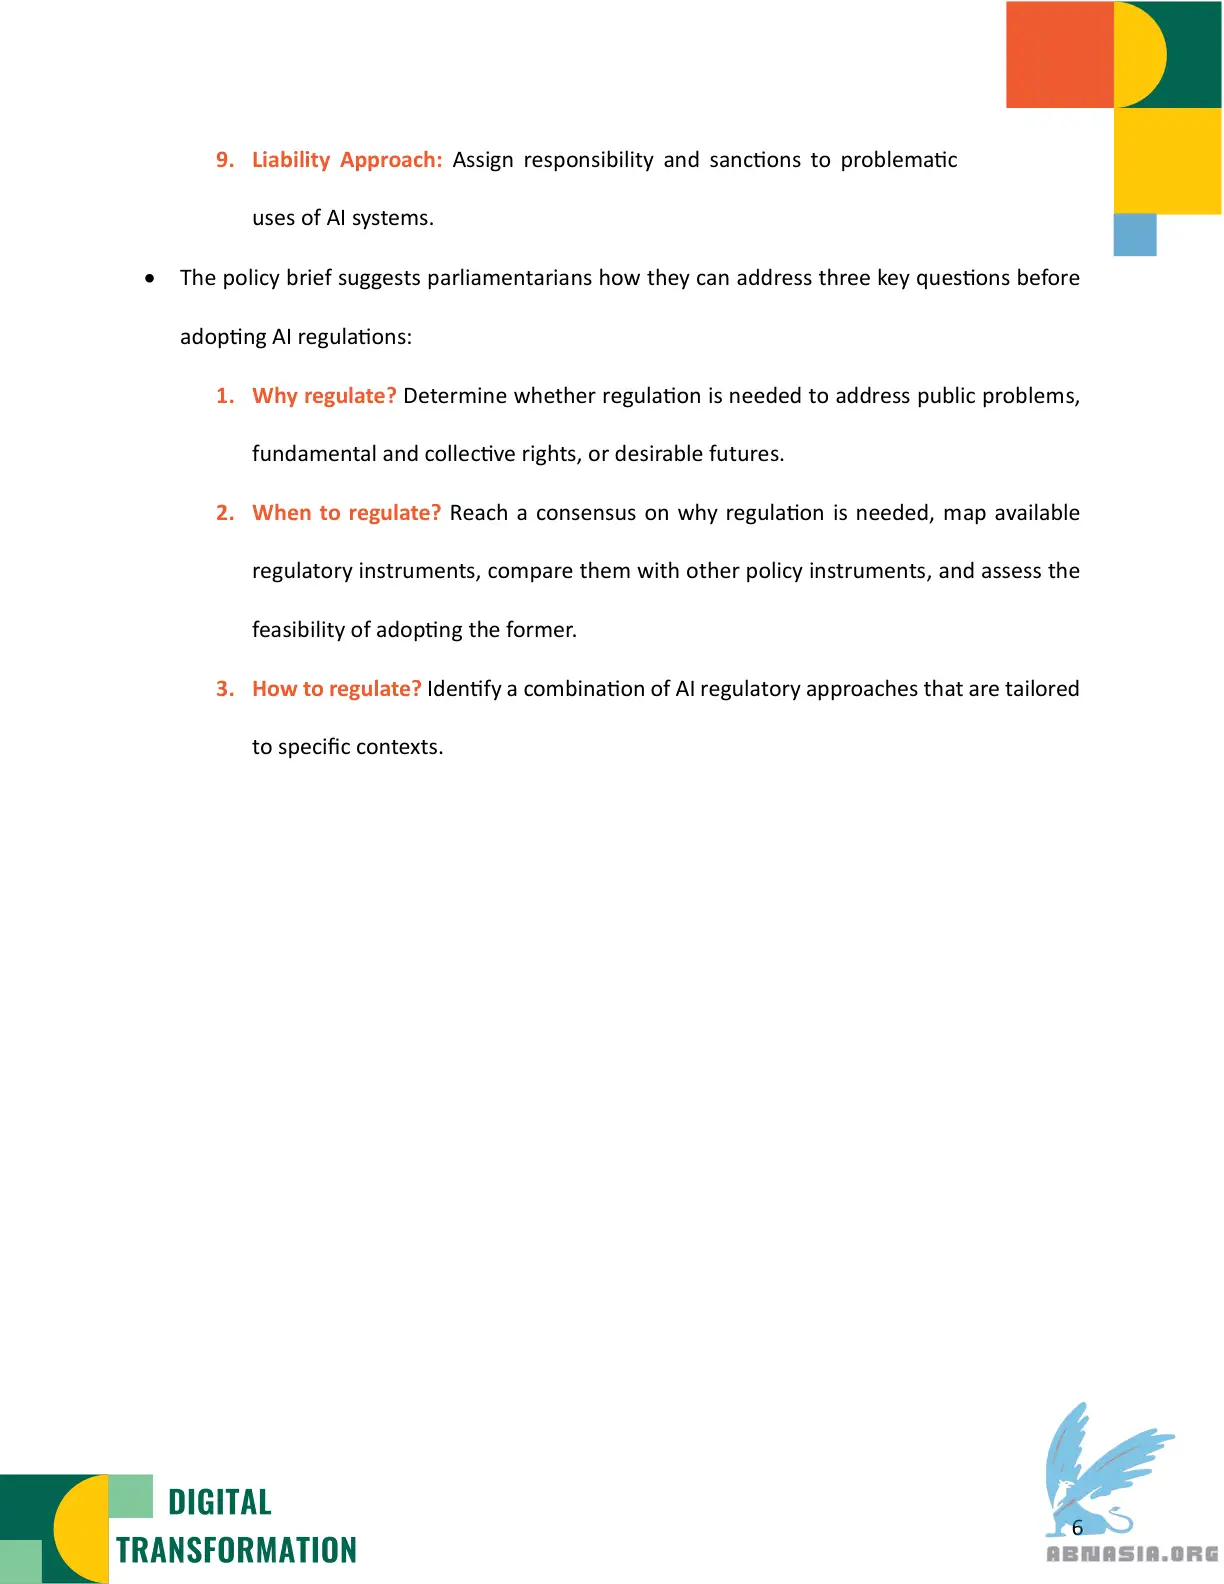 9. Liability Approach: Assign responsibility and sanctions to problematic
uses of AI systems.
• The policy brief suggests parliamentarians how they can address three key questions before
adopting AI regulations:
1. Why regulate? Determine whether regulation is needed to address public problems,
fundamental and collective rights, or desirable futures.
2. When to regulate? Reach a consensus on why regulation is needed, map available
regulatory instruments, compare them with other policy instruments, and assess the
feasibility of adopting the former.
3. How to regulate? Identify a combination of AI regulatory approaches that are tailored
to specific contexts.
DIGITAL
TRANSFORMATION
6
ABNASIA.ORG